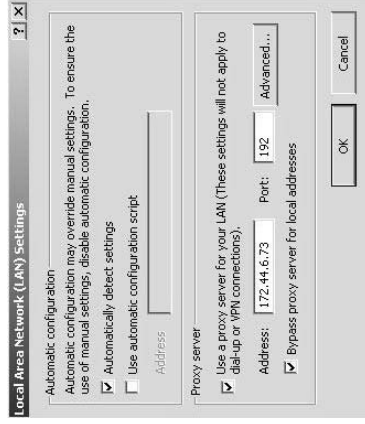 Local Area Network (LAN) Settings
Automatic configuration
Automatic configuration may override manual settings. To ensure the
use of manual settings, disable automatic configuration.
Automatically detect settings
Use automatic configuration script
Address
Proxy server
Use a proxy server for your LAN (These settings will not apply to
dial-up or VPN connections).
Address: 172.44.6.73 Port: 192 Advanced...
Bypass proxy server for local addresses
OK Cancel